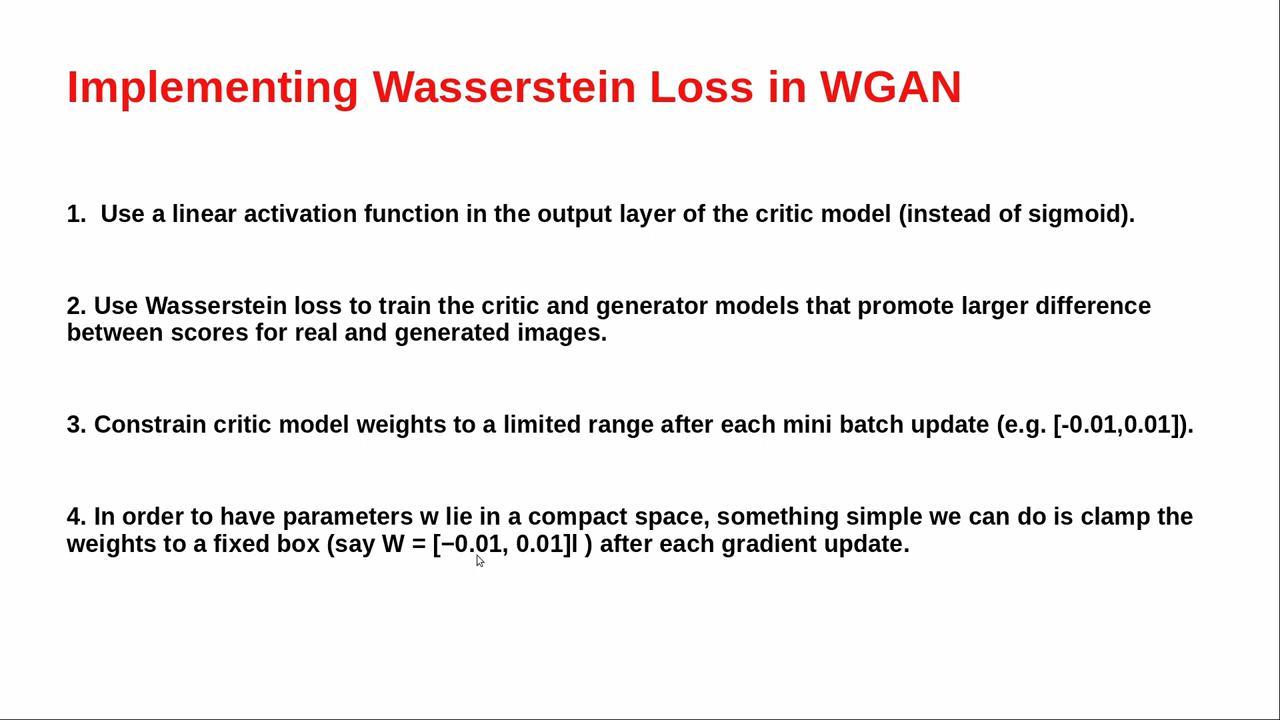 Implementing Wasserstein Loss in WGAN
1. Use a linear activation function in the output layer of the critic model (instead of sigmoid).
2. Use Wasserstein loss to train the critic and generator models that promote larger difference
between scores for real and generated images.
3. Constrain critic model weights to a limited range after each mini batch update (e.g. [-0.01,0.01]).
4. In order to have parameters w lie in a compact space, something simple we can do is clamp the
weights to a fixed box (say W = [−0.01, 0.01]l ) after each gradient update.